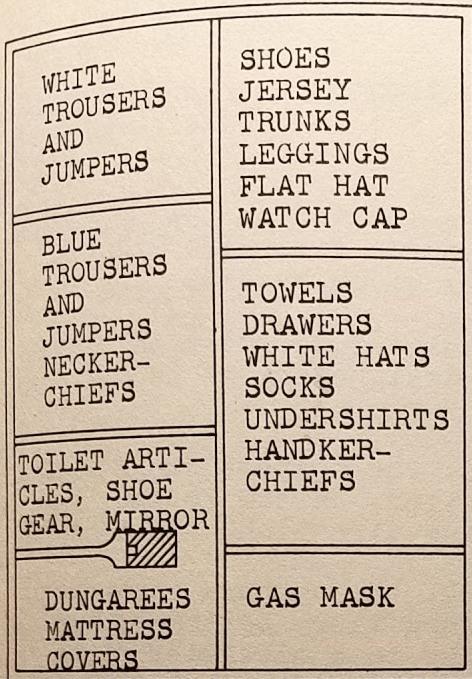 WHITE
TROUSERS
AND
JUMPERS
BLUE
TROUSERS
AND
JUMPERS
NECKER-
CHIEFS
TOILET ARTI-
CLES, SHOE
GEAR, MIRROR
DUNGAREES
MATTRESS
COVERS
SHOES
JERSEY
TRUNKS
LEGGINGS
FLAT HAT
WATCH CAP
TOWELS
DRAWERS
WHITE HATS
SOCKS
UNDERSHIRTS
HANDKER-
CHIEFS
GAS MASK